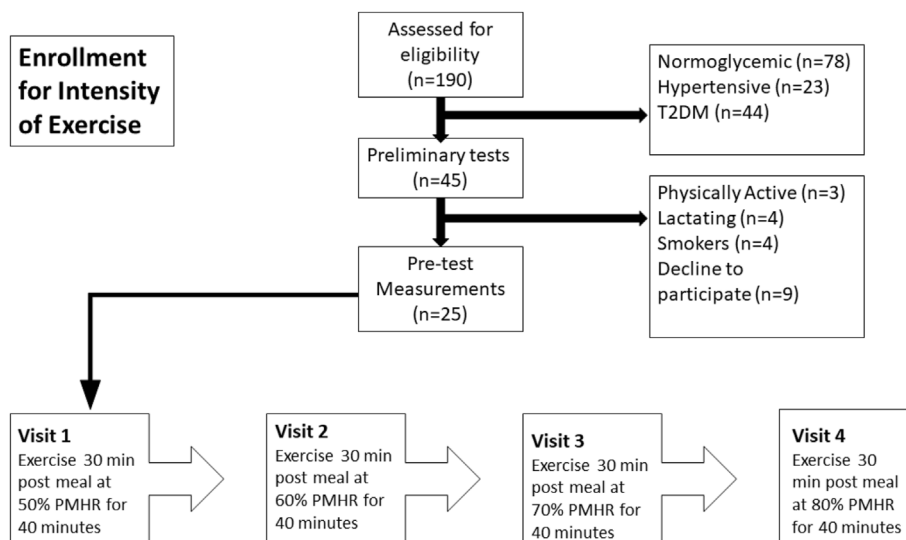 Enrollment
for Intensity
of Exercise
Assessed for
eligibility
(n=190)
Normoglycemic (n=78)
Hypertensive (n=23)
T2DM (n=44)
Preliminary tests
(n=45)
Physically Active (n=3)
Lactating (n=4)
Smokers (n=4)
Decline to
participate (n=9)
Pre-test
Measurements
(n=25)
Visit 1
Exercise 30 min
post meal at
50% PMHR for
40 minutes
Visit 2
Exercise 30 min
post meal at
60% PMHR for
40 minutes
Visit 3
Exercise 30 min
post meal at
70% PMHR for
40 minutes
Visit 4
Exercise 30
min post meal
at 80% PMHR
for 40 minutes